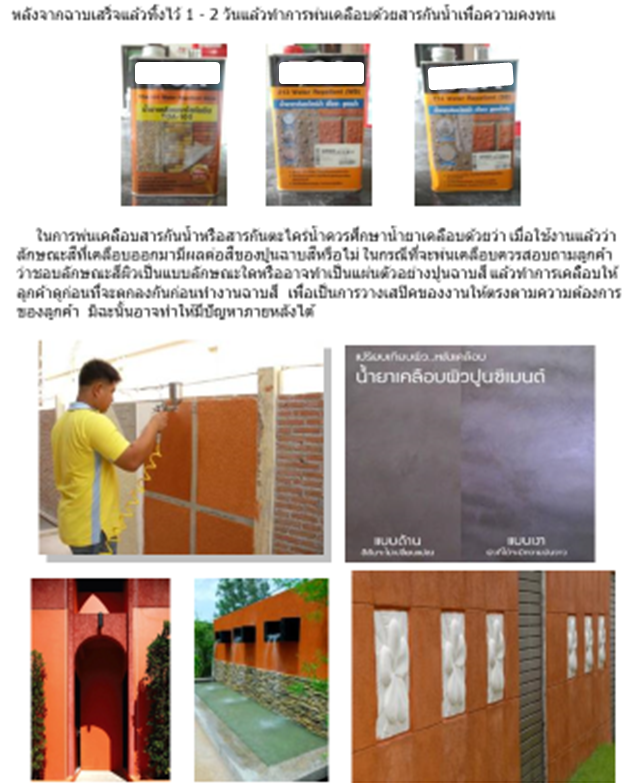 หลังจากฉาบเสร็จแล้วทิ้งไว้ 1 - 2 วันแล้วทำการพ่นเคลือบด้วยสารกันน้ำเพื่อความคงทน
Water Repellent
ในการพ่นเคลือบสารกันน้ำหรือสารกันตะไคร่น้ำควรศึกษาน้ำยาเคลือบด้วยว่า เมื่อใช้งานแล้วว่า
ลักษณะสีที่เคลือบออกมามีผลต่อสีของปูนฉาบสีหรือไม่ ในกรณีที่จะพ่นเคลือบควรสอบถามลูกค้า
ว่าชอบลักษณะสีผิวเป็นแบบลักษณะใดหรืออาจทำเป็นแผ่นตัวอย่างปูนฉาบสี แล้วทำการเคลือบให้
ลูกค้าดูก่อนที่จะตกลงกันก่อนทำงานฉาบสี เพื่อเป็นการวางเสป็คของงานให้ตรงตามความต้องการ
ของลูกค้า มิฉะนั้นอาจทำให้มีปัญหาภายหลังได้
เปรียบเทียบผิว...หลังเคลือบ
น้ำยาเคลือบผิวปูนซีเมนต์
แบบด้าน
แบบเงา
สีสันจะไม่เปลี่ยนแปลง